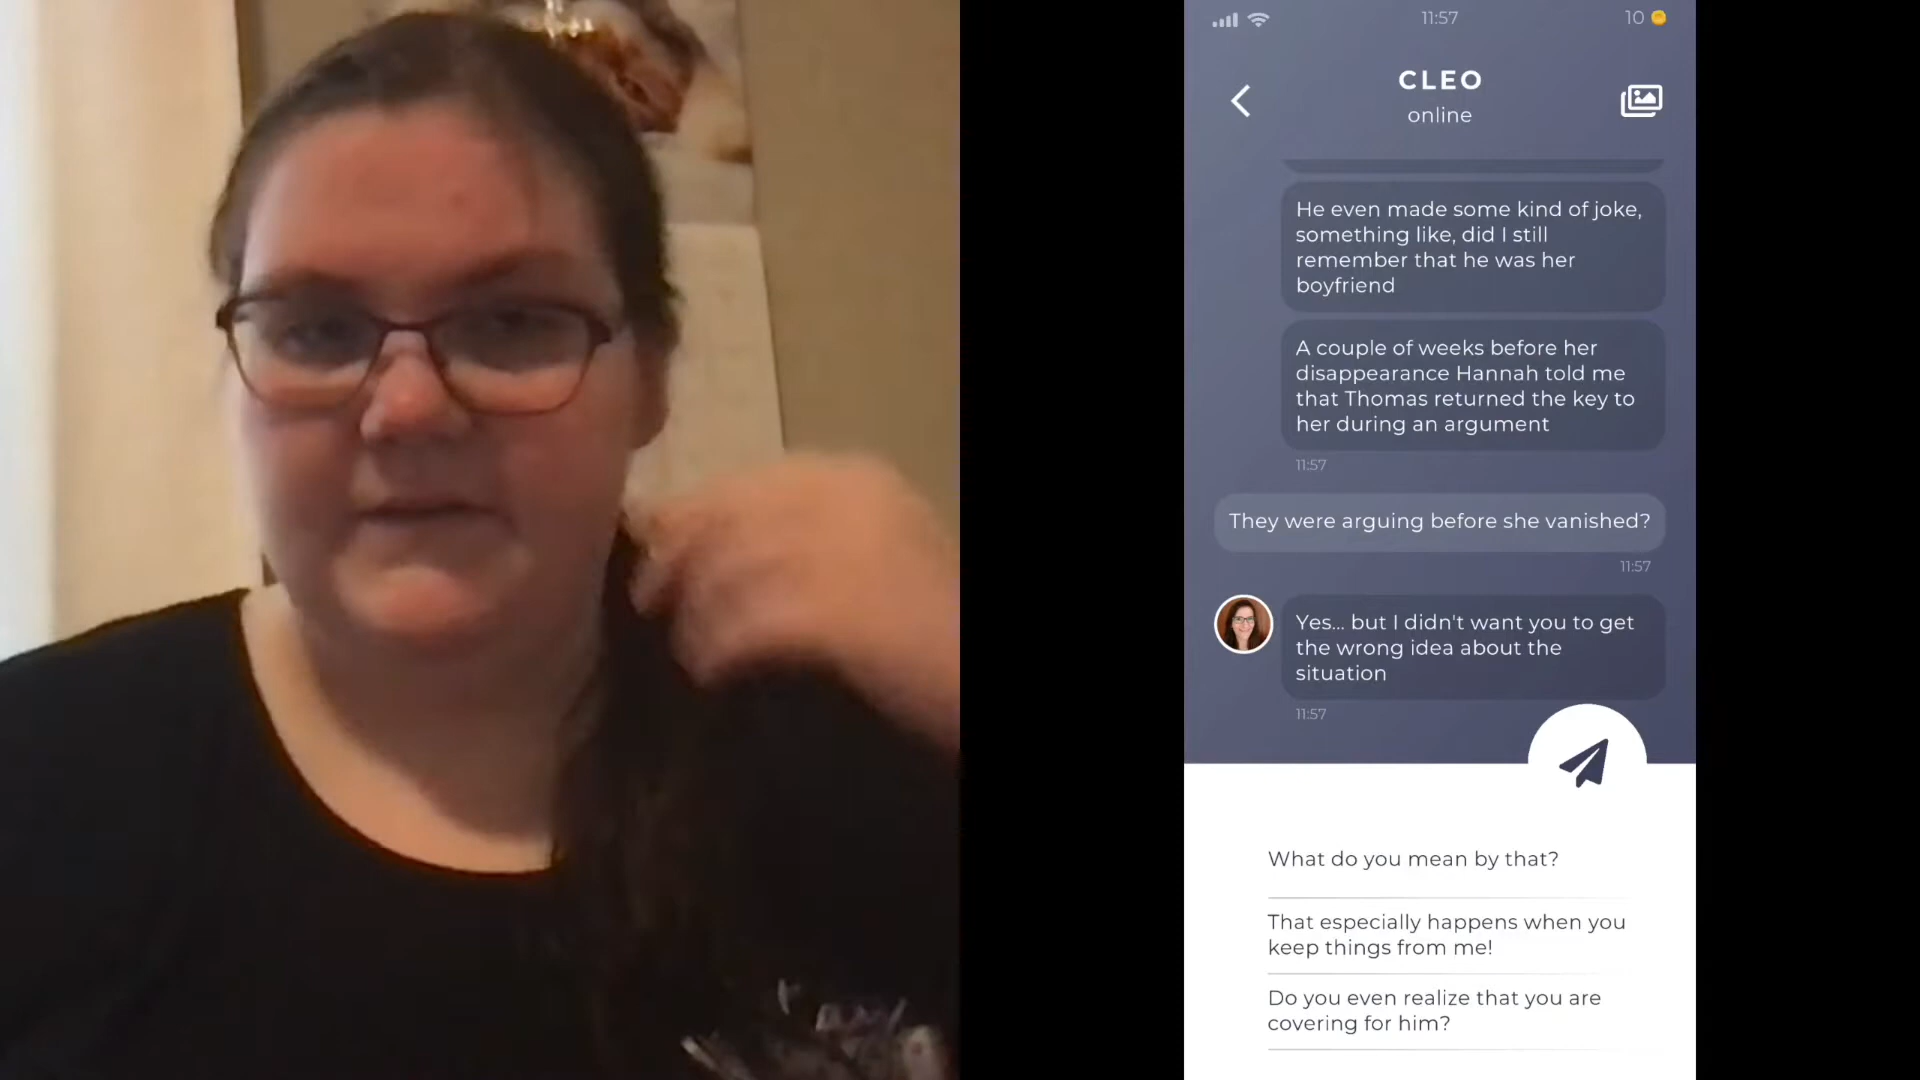 11:57
10
CLEO
online
He even made some kind of joke,
something like, did I still
remember that he was her
boyfriend
A couple of weeks before her
disappearance Hannah told me
that Thomas returned the key to
her during an argument
11:57
They were arguing before she vanished?
11:57
Yes... but I didn't want you to get
the wrong idea about the
situation
11:57
What do you mean by that?
That especially happens when you
keep things from me!
Do you even realize that you are
covering for him?